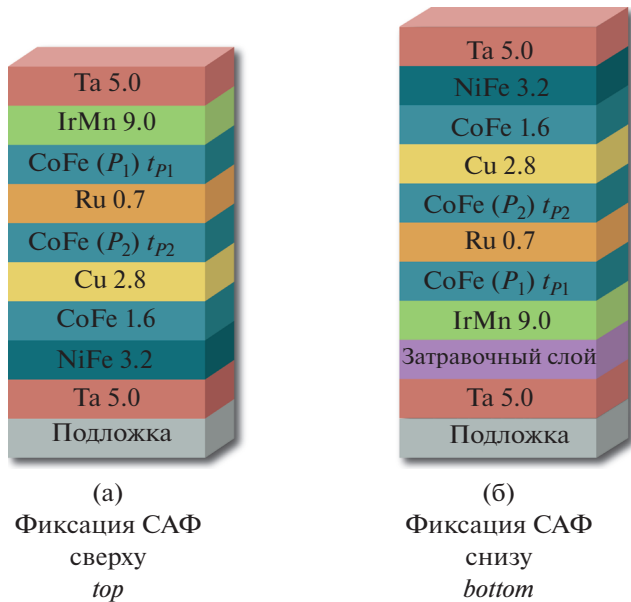 Ta 5.0
IrMn 9.0
CoFe (P1) tP1
Ru 0.7
CoFe (P2) tP2
Cu 2.8
CoFe 1.6
NiFe 3.2
Ta 5.0
Подложка
(а)
Фиксация САФ
сверху
top
Ta 5.0
NiFe 3.2
CoFe 1.6
Cu 2.8
CoFe (P2) tP2
Ru 0.7
CoFe (P1) tP1
IrMn 9.0
Затравочный слой
Ta 5.0
Подложка
(б)
Фиксация САФ
снизу
bottom